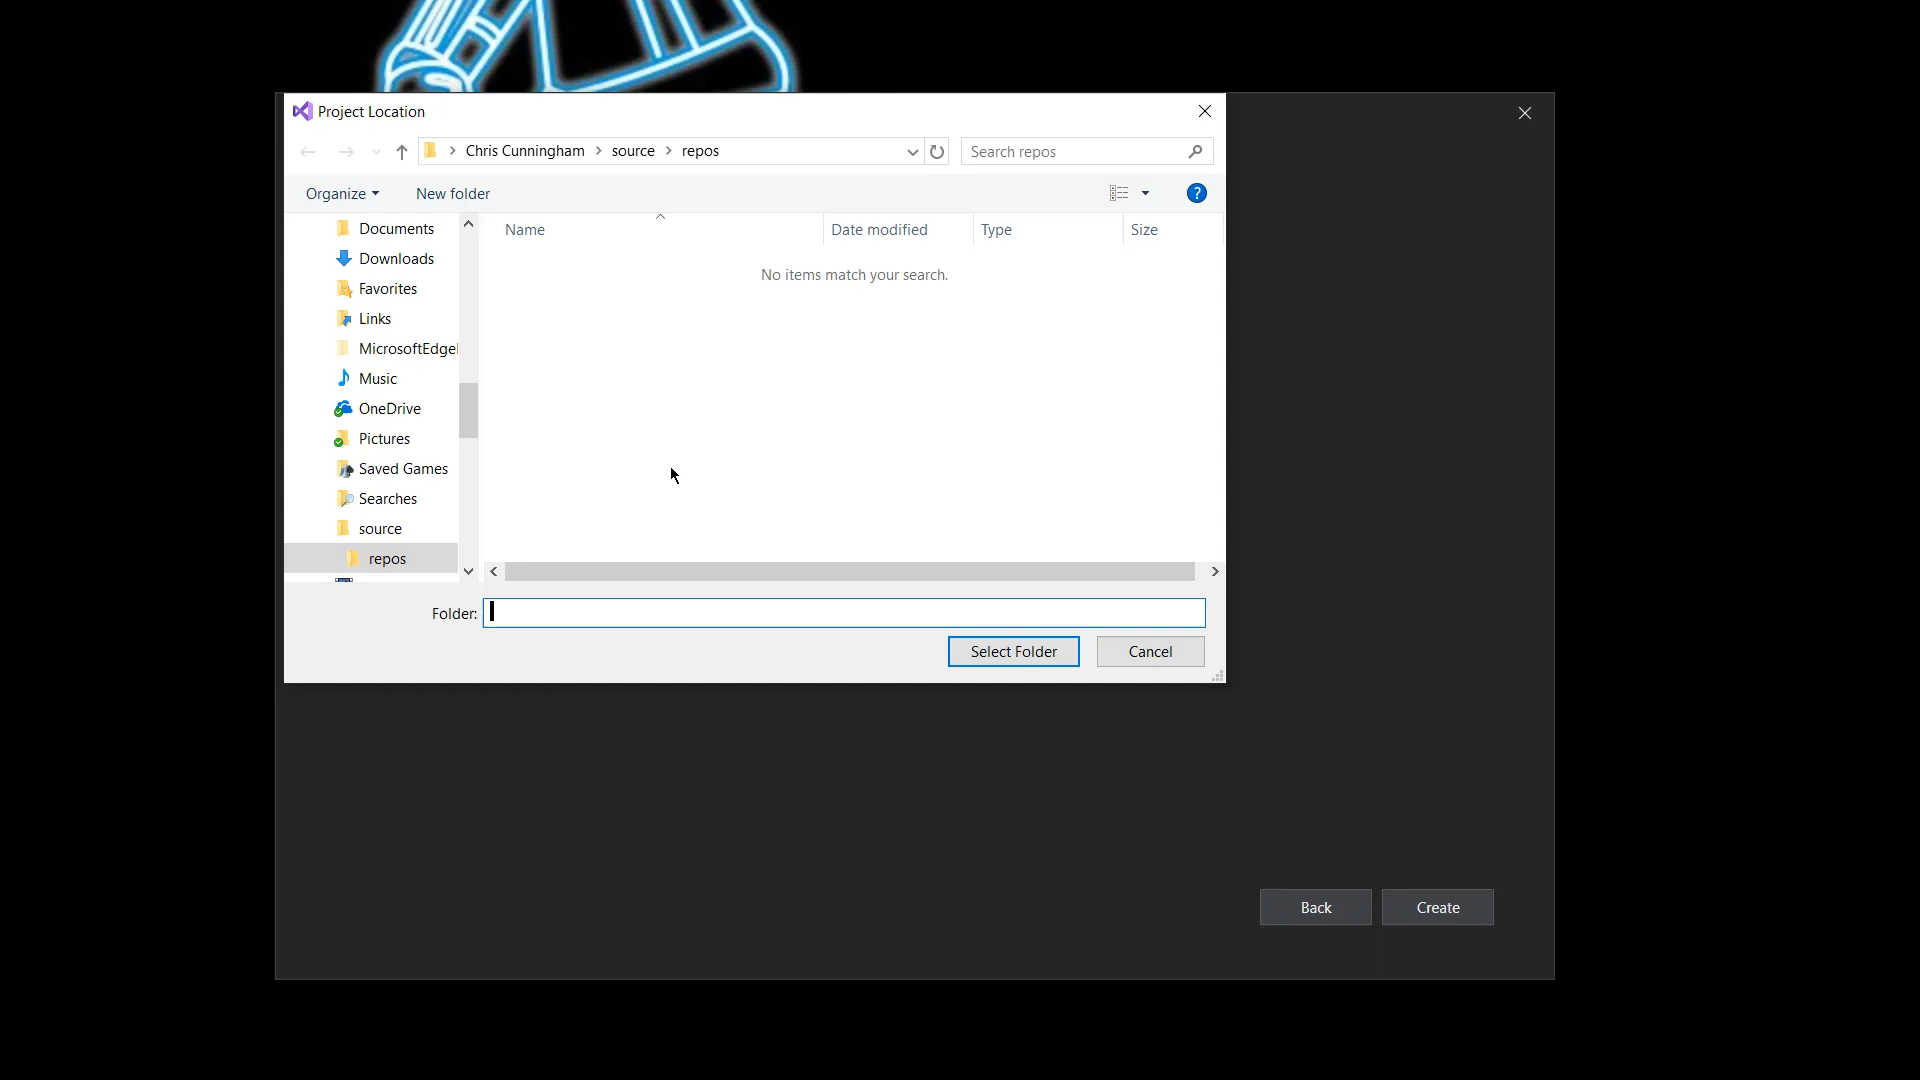 Project Location
Chris Cunningham source repos
Search repos
Organize
New folder
?
Name
Date modified
Type
Size
No items match your search.
Documents
Downloads
Favorites
Links
MicrosoftEdge
Music
OneDrive
Pictures
Saved Games
Searches
source
repos
Folder:
Select Folder
Cancel
Back
Create